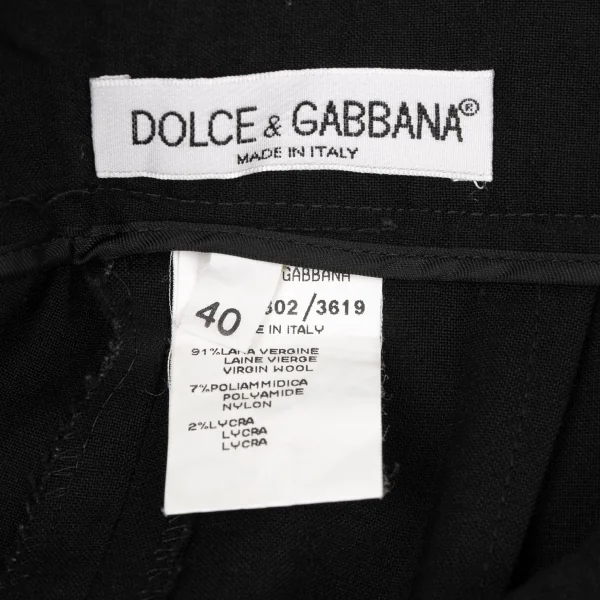 DOLCE & GABBANA®
MADE IN ITALY
GABBANA
40
302/3619
E IN ITALY
91%LANA VERGINE
LAINE VIERGE
VIRGIN WOOL
7%POLIAMMIDICA
POLYAMIDE
NYLON
2%LYCRA
LYCRA
LYCRA